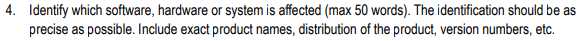 4. Identify which software, hardware or system is affected (max 50 words). The identification should be as
precise as possible. Include exact product names, distribution of the product, version numbers, etc.